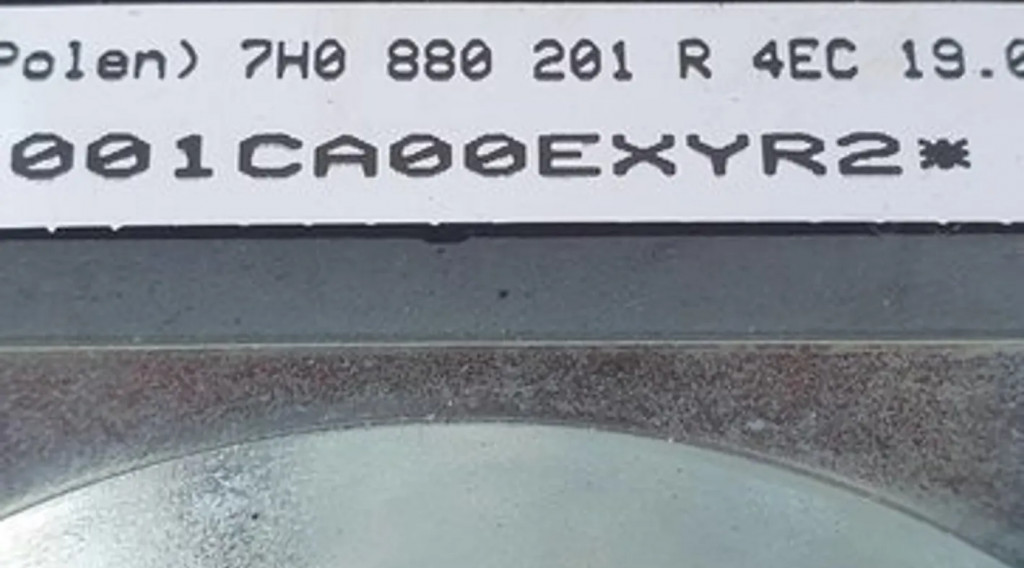 Polen) 7H0 880 201 R 4EC 19.0
001CA00EXYR2*